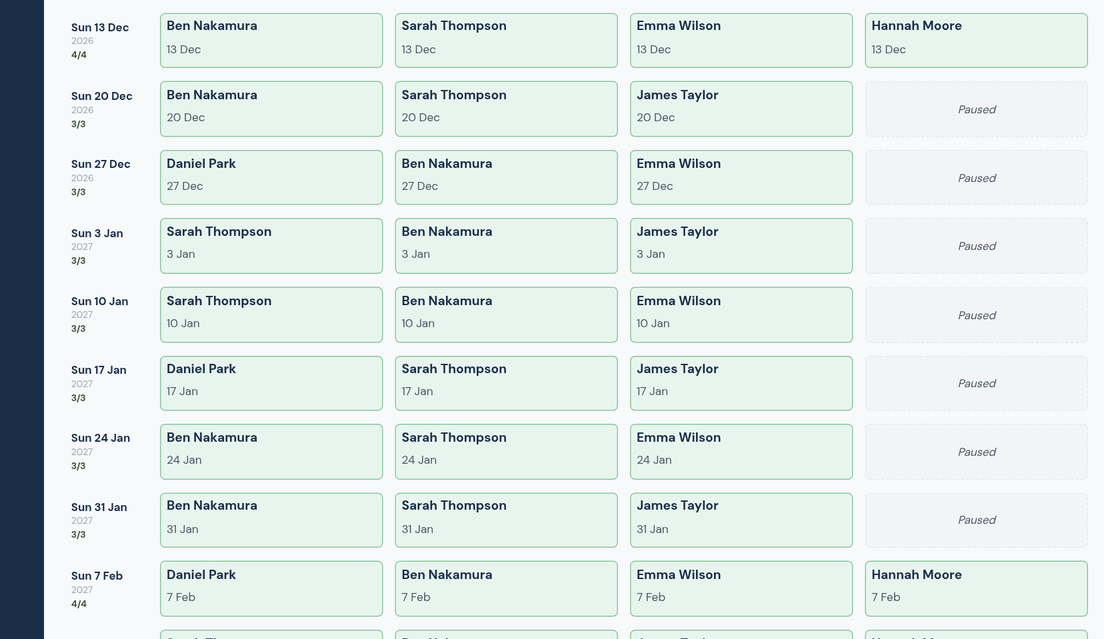 Sun 13 Dec
2026
4/4
Ben Nakamura
13 Dec
Sarah Thompson
13 Dec
Emma Wilson
13 Dec
Hannah Moore
13 Dec
Sun 20 Dec
2026
3/3
Ben Nakamura
20 Dec
Sarah Thompson
20 Dec
James Taylor
20 Dec
Paused
Sun 27 Dec
2026
3/3
Daniel Park
27 Dec
Ben Nakamura
27 Dec
Emma Wilson
27 Dec
Paused
Sun 3 Jan
2027
3/3
Sarah Thompson
3 Jan
Ben Nakamura
3 Jan
James Taylor
3 Jan
Paused
Sun 10 Jan
2027
3/3
Sarah Thompson
10 Jan
Ben Nakamura
10 Jan
Emma Wilson
10 Jan
Paused
Sun 17 Jan
2027
3/3
Daniel Park
17 Jan
Sarah Thompson
17 Jan
James Taylor
17 Jan
Paused
Sun 24 Jan
2027
3/3
Ben Nakamura
24 Jan
Sarah Thompson
24 Jan
Emma Wilson
24 Jan
Paused
Sun 31 Jan
2027
3/3
Ben Nakamura
31 Jan
Sarah Thompson
31 Jan
James Taylor
31 Jan
Paused
Sun 7 Feb
2027
4/4
Daniel Park
7 Feb
Ben Nakamura
7 Feb
Emma Wilson
7 Feb
Hannah Moore
7 Feb